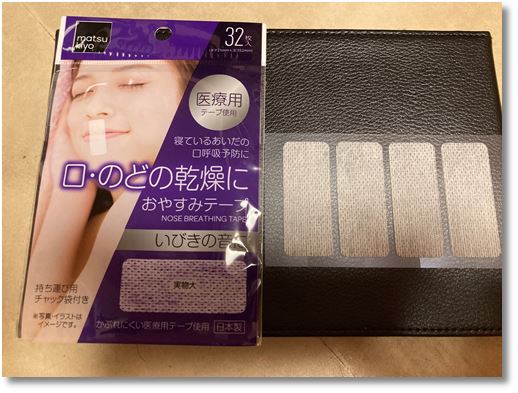 matsu
kiyo
32枚入
医療用
テープ使用
寝ているあいだの
口呼吸予防に
口・のどの乾燥に
おやすみテープ
NOSE BREATHING TAPE
いびきの音
実物大
持ち運び用
チャック袋付き
※写真・イラストは
イメージです。
かぶれにくい医療用テープ使用
日本製